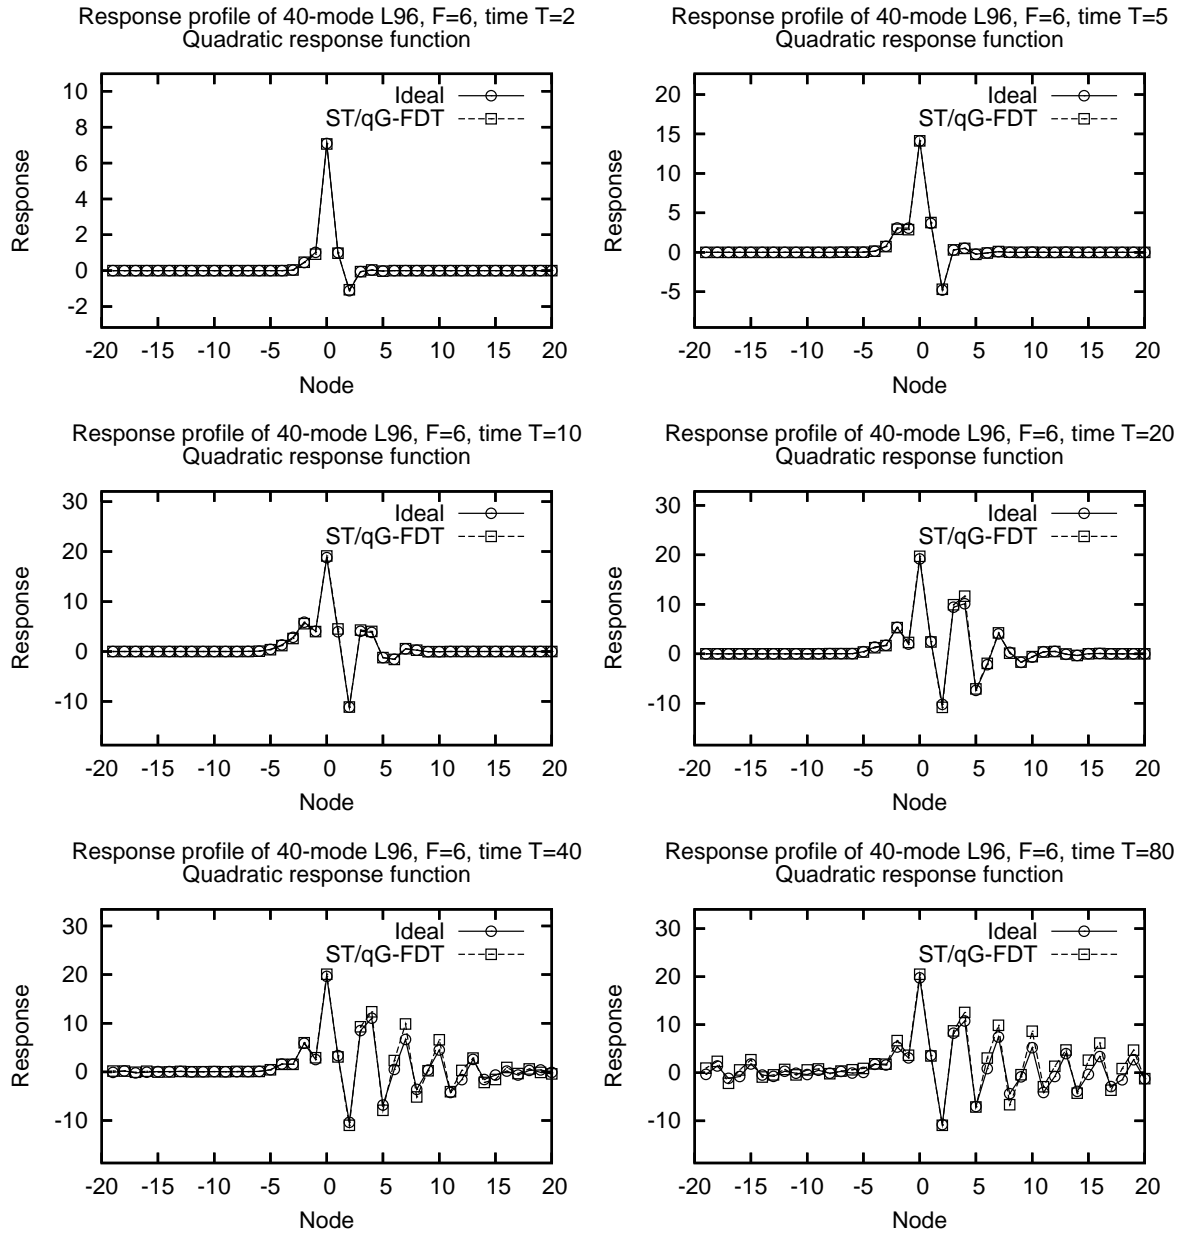 Response profile of 40-mode L96, F=6, time T=2
Quadratic response function
10
8
6
4
2
0
-2
Response
Ideal
ST/qG-FDT
-20 -15 -10 -5 0 5 10 15 20
Node
Response profile of 40-mode L96, F=6, time T=5
Quadratic response function
20
15
10
5
0
-5
Response
Ideal
ST/qG-FDT
-20 -15 -10 -5 0 5 10 15 20
Node
Response profile of 40-mode L96, F=6, time T=10
Quadratic response function
30
20
10
0
-10
Response
Ideal
ST/qG-FDT
-20 -15 -10 -5 0 5 10 15 20
Node
Response profile of 40-mode L96, F=6, time T=20
Quadratic response function
30
20
10
0
-10
Response
Ideal
ST/qG-FDT
-20 -15 -10 -5 0 5 10 15 20
Node
Response profile of 40-mode L96, F=6, time T=40
Quadratic response function
30
20
10
0
-10
Response
Ideal
ST/qG-FDT
-20 -15 -10 -5 0 5 10 15 20
Node
Response profile of 40-mode L96, F=6, time T=80
Quadratic response function
30
20
10
0
-10
Response
Ideal
ST/qG-FDT
-20 -15 -10 -5 0 5 10 15 20
Node